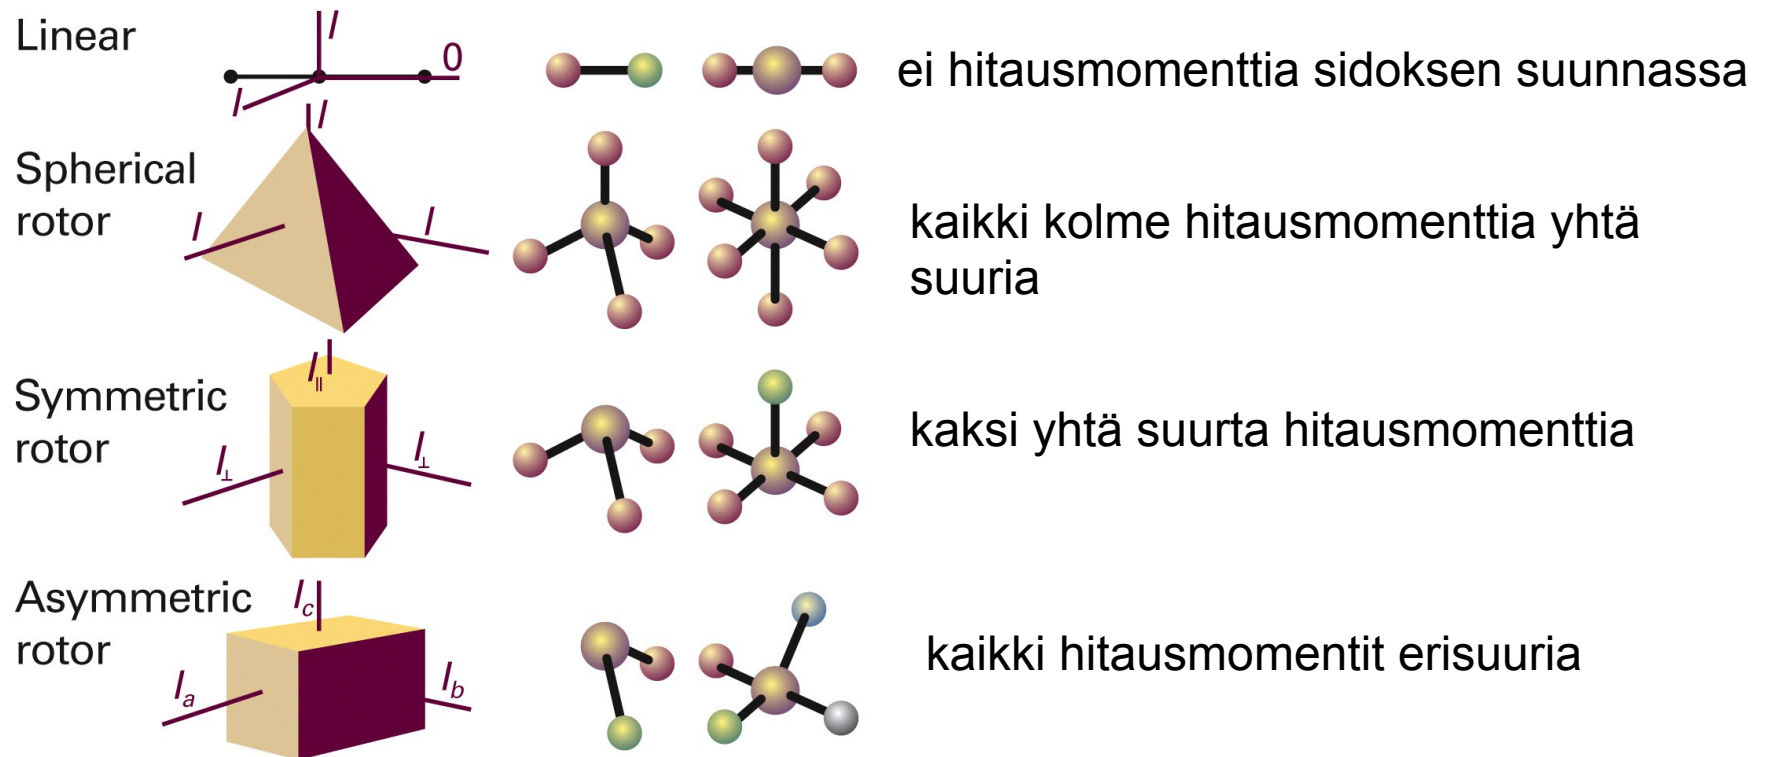 Linear
I
0
I
ei hitausmomenttia sidoksen suunnassa
Spherical
rotor
I
I
I
kaikki kolme hitausmomenttia yhtä
suuria
Symmetric
rotor
I||
I⊥
I⊥
kaksi yhtä suurta hitausmomenttia
Asymmetric
rotor
Ic
Ia
Ib
kaikki hitausmomentit erisuuria